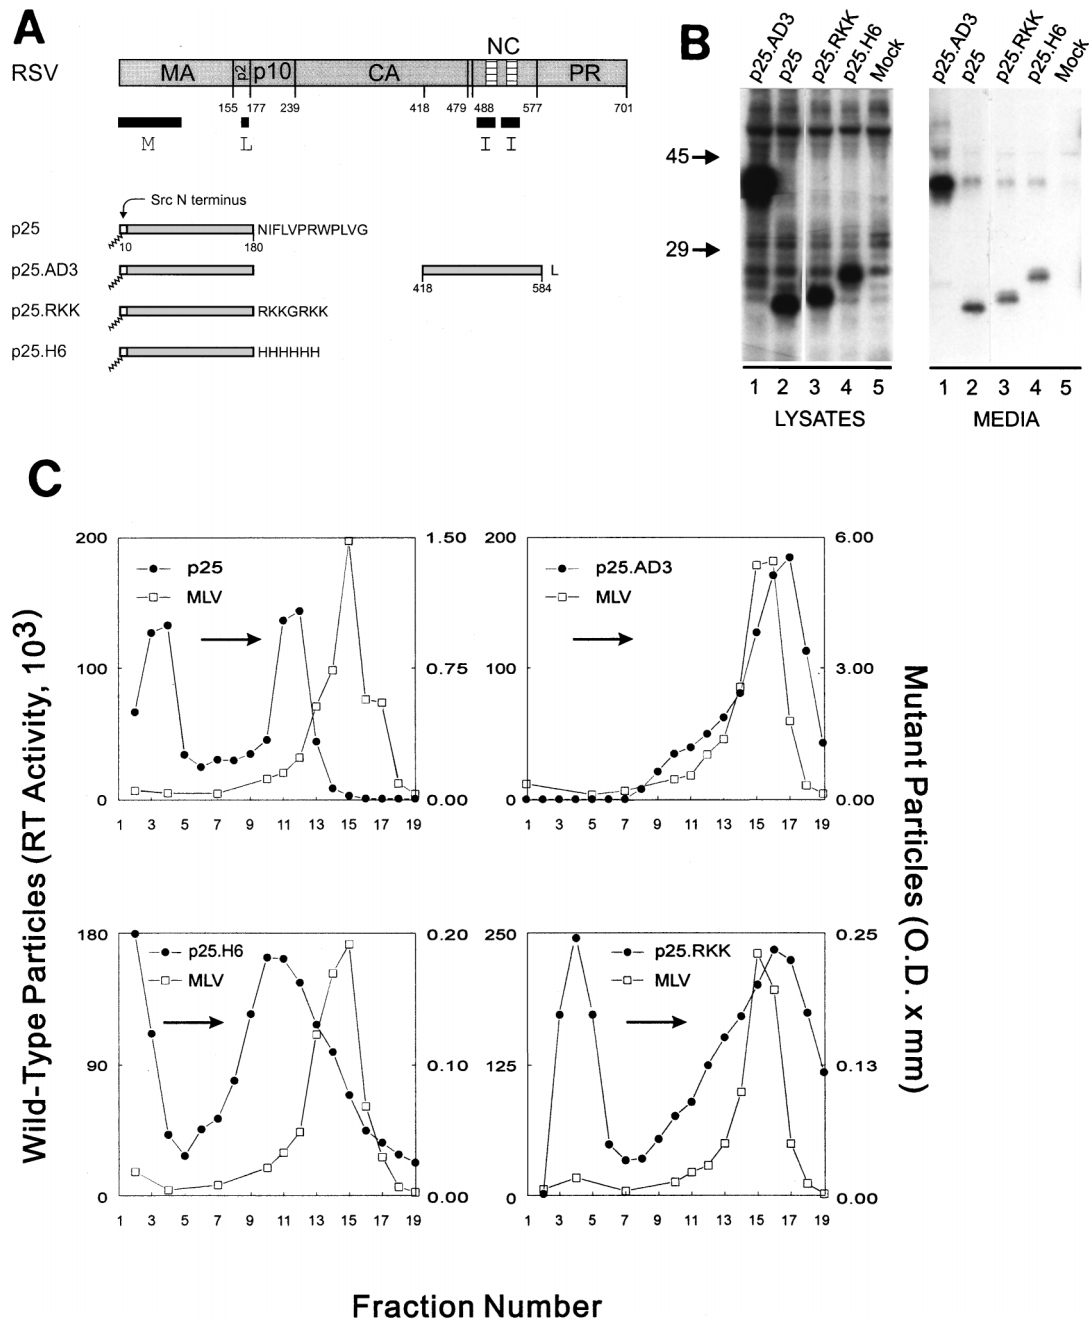 A
RSV
MA
p2
p10
CA
NC
PR
155
177
239
418
479
488
577
701
M
L
I
I
Src N terminus
p25
NIFLVPRWPLVG
10
180
p25.AD3
L
418
584
p25.RKK
RKKGRKK
p25.H6
HHHHHH
B
p25.AD3
p25
p25.RKK
p25.H6
Mock
p25.AD3
p25
p25.RKK
p25.H6
Mock
45
29
1 2 3 4 5
LYSATES
1 2 3 4 5
MEDIA
C
Wild-Type Particles (RT Activity, 10³)
200
100
0
p25
MLV
1.50
0.75
0.00
1 3 5 7 9 11 13 15 17 19
200
100
0
p25.AD3
MLV
6.00
3.00
0.00
1 3 5 7 9 11 13 15 17 19
180
90
0
p25.H6
MLV
0.20
0.10
0.00
1 3 5 7 9 11 13 15 17 19
250
125
0
p25.RKK
MLV
0.25
0.13
0.00
1 3 5 7 9 11 13 15 17 19
Mutant Particles (O.D. x mm)
Fraction Number